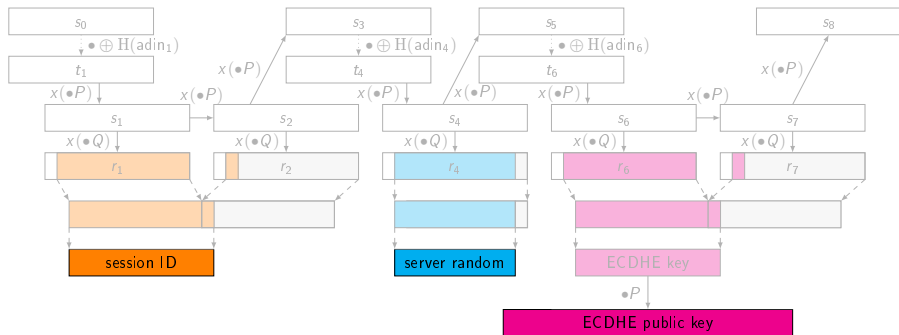 s₀ s₃ s₅ s₈
• ⊕ H(adin₁) • ⊕ H(adin₄) • ⊕ H(adin₆)
t₁ x(•P) t₄ t₆ x(•P)
x(•P) x(•P) x(•P) x(•P) x(•P) x(•P)
s₁ s₂ s₄ s₆ s₇
x(•Q) x(•Q) x(•Q) x(•Q) x(•Q)
r₁ r₂ r₄ r₆ r₇
session ID server random ECDHE key
•P
ECDHE public key